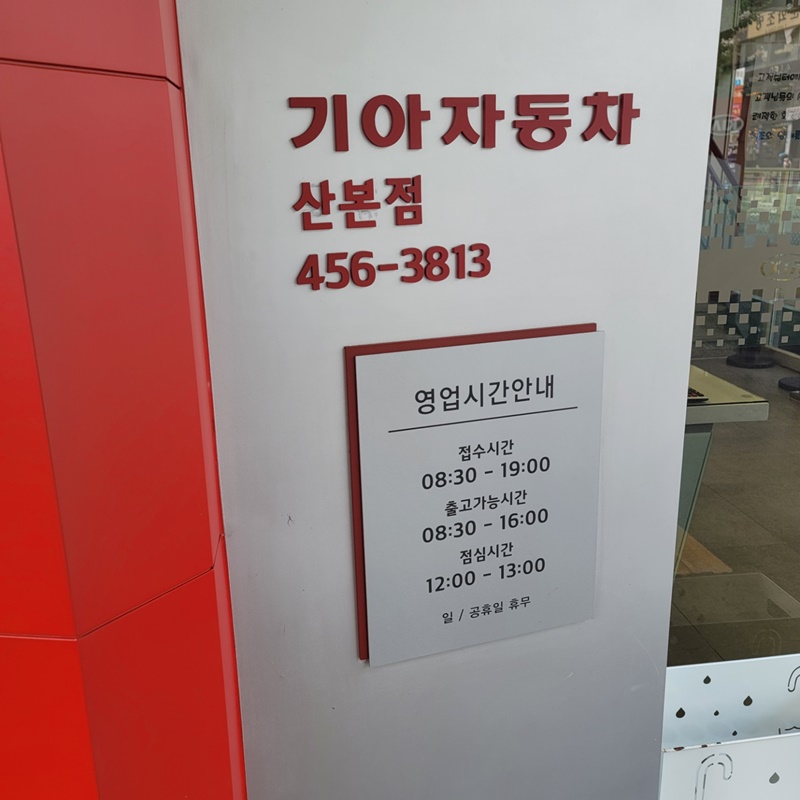 기아자동차
산본점
456-3813
영업시간안내
접수시간
08:30 - 19:00
출고가능시간
08:30 - 16:00
점심시간
12:00 - 13:00
일 / 공휴일 휴무